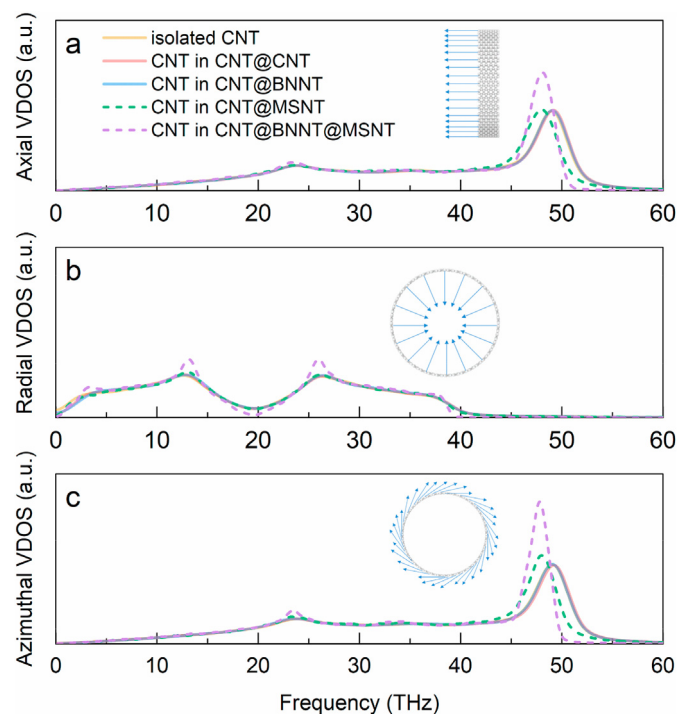 a
isolated CNT
CNT in CNT@CNT
CNT in CNT@BNNT
CNT in CNT@MSNT
CNT in CNT@BNNT@MSNT
Axial VDOS (a.u.)
0 10 20 30 40 50 60
b
Radial VDOS (a.u.)
0 10 20 30 40 50 60
c
Azimuthal VDOS (a.u.)
0 10 20 30 40 50 60
Frequency (THz)